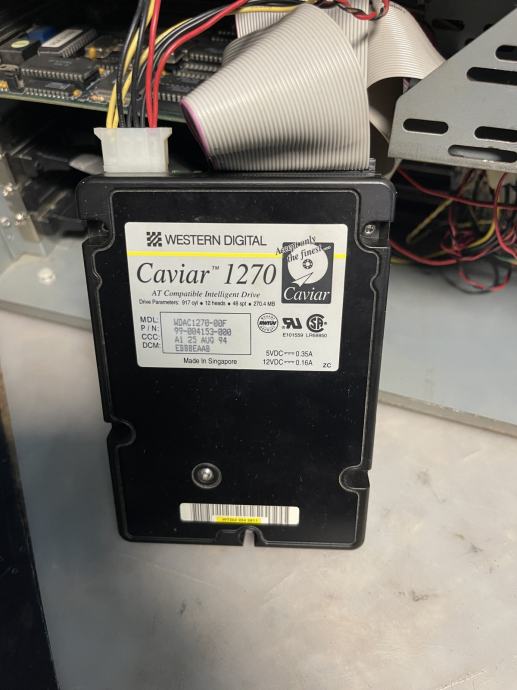 WESTERN DIGITAL
Caviar™ 1270
AT Compatible Intelligent Drive
Drive Parameters: 917 cyl • 12 heads • 48 spt • 270.4 MB
only
the finest
Caviar
MDL: WDAC1270-00F
P / N: 99-004153-000
CCC: A1 25 AUG 94
DCM: EBBBEAAB
Made in Singapore
E101559 LR68850
5VDC 0.35A
12VDC 0.16A
ZC